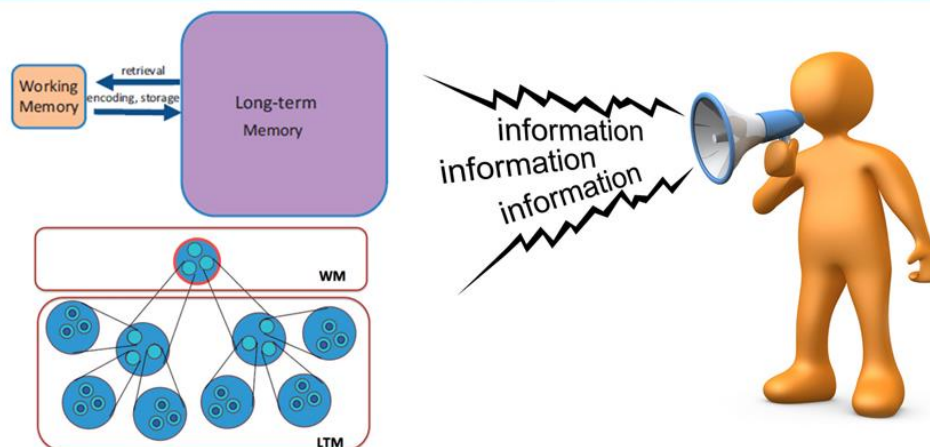 retrieval
Working
Memory
encoding, storage
Long-term
Memory
information
information
information
WM
LTM